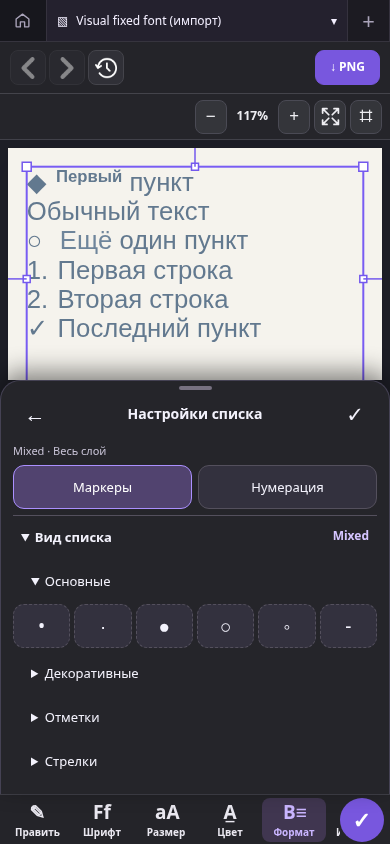 Visual fixed font (импорт)
↓ PNG
− 117% +
◆ Первый пункт
Обычный текст
○ Ещё один пункт
1. Первая строка
2. Вторая строка
✓ Последний пункт
← Настройки списка ✓
Mixed · Весь слой
Маркеры Нумерация
▼ Вид списка Mixed
▼ Основные
• · ● ○ ◦ -
▶ Декоративные
▶ Отметки
▶ Стрелки
✎ Ff aA A B≡ ✓
Править Шрифт Размер Цвет Формат